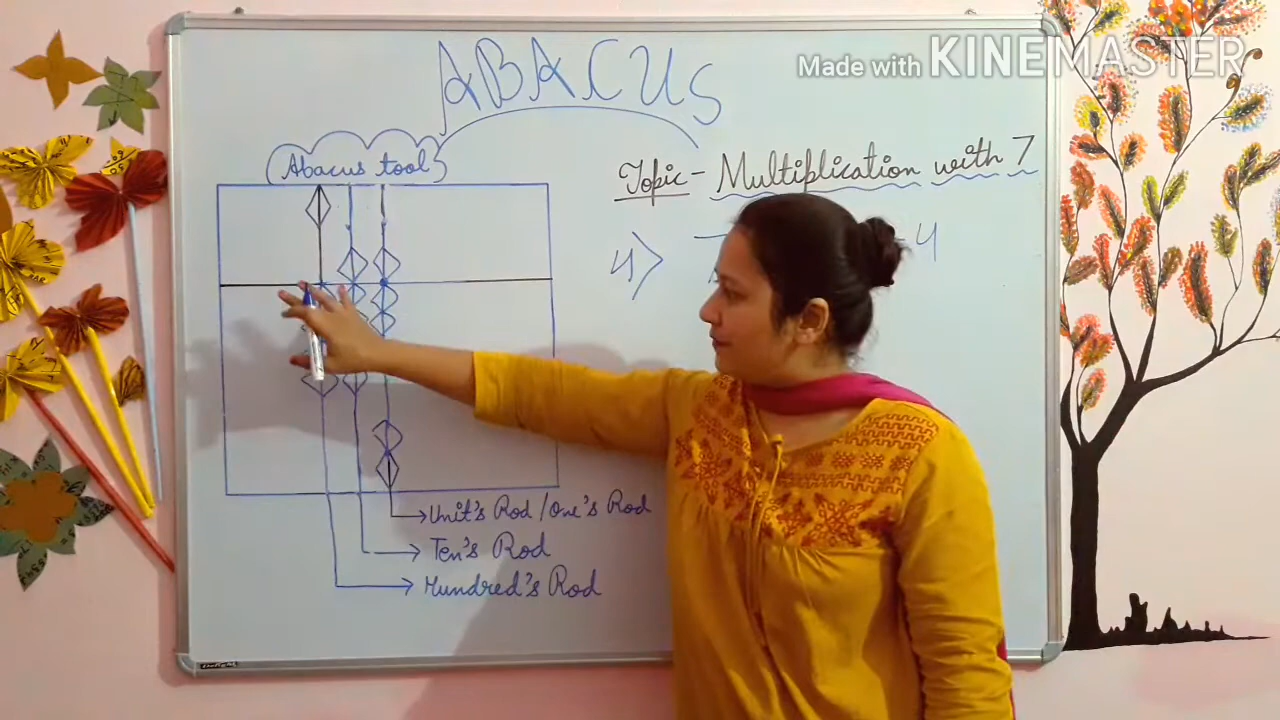 Made with KINEMASTER
ABACUS
Abacus tool
Topic - Multiplication with 7
4)
4
Unit's Rod / One's Rod
Ten's Rod
Hundred's Rod